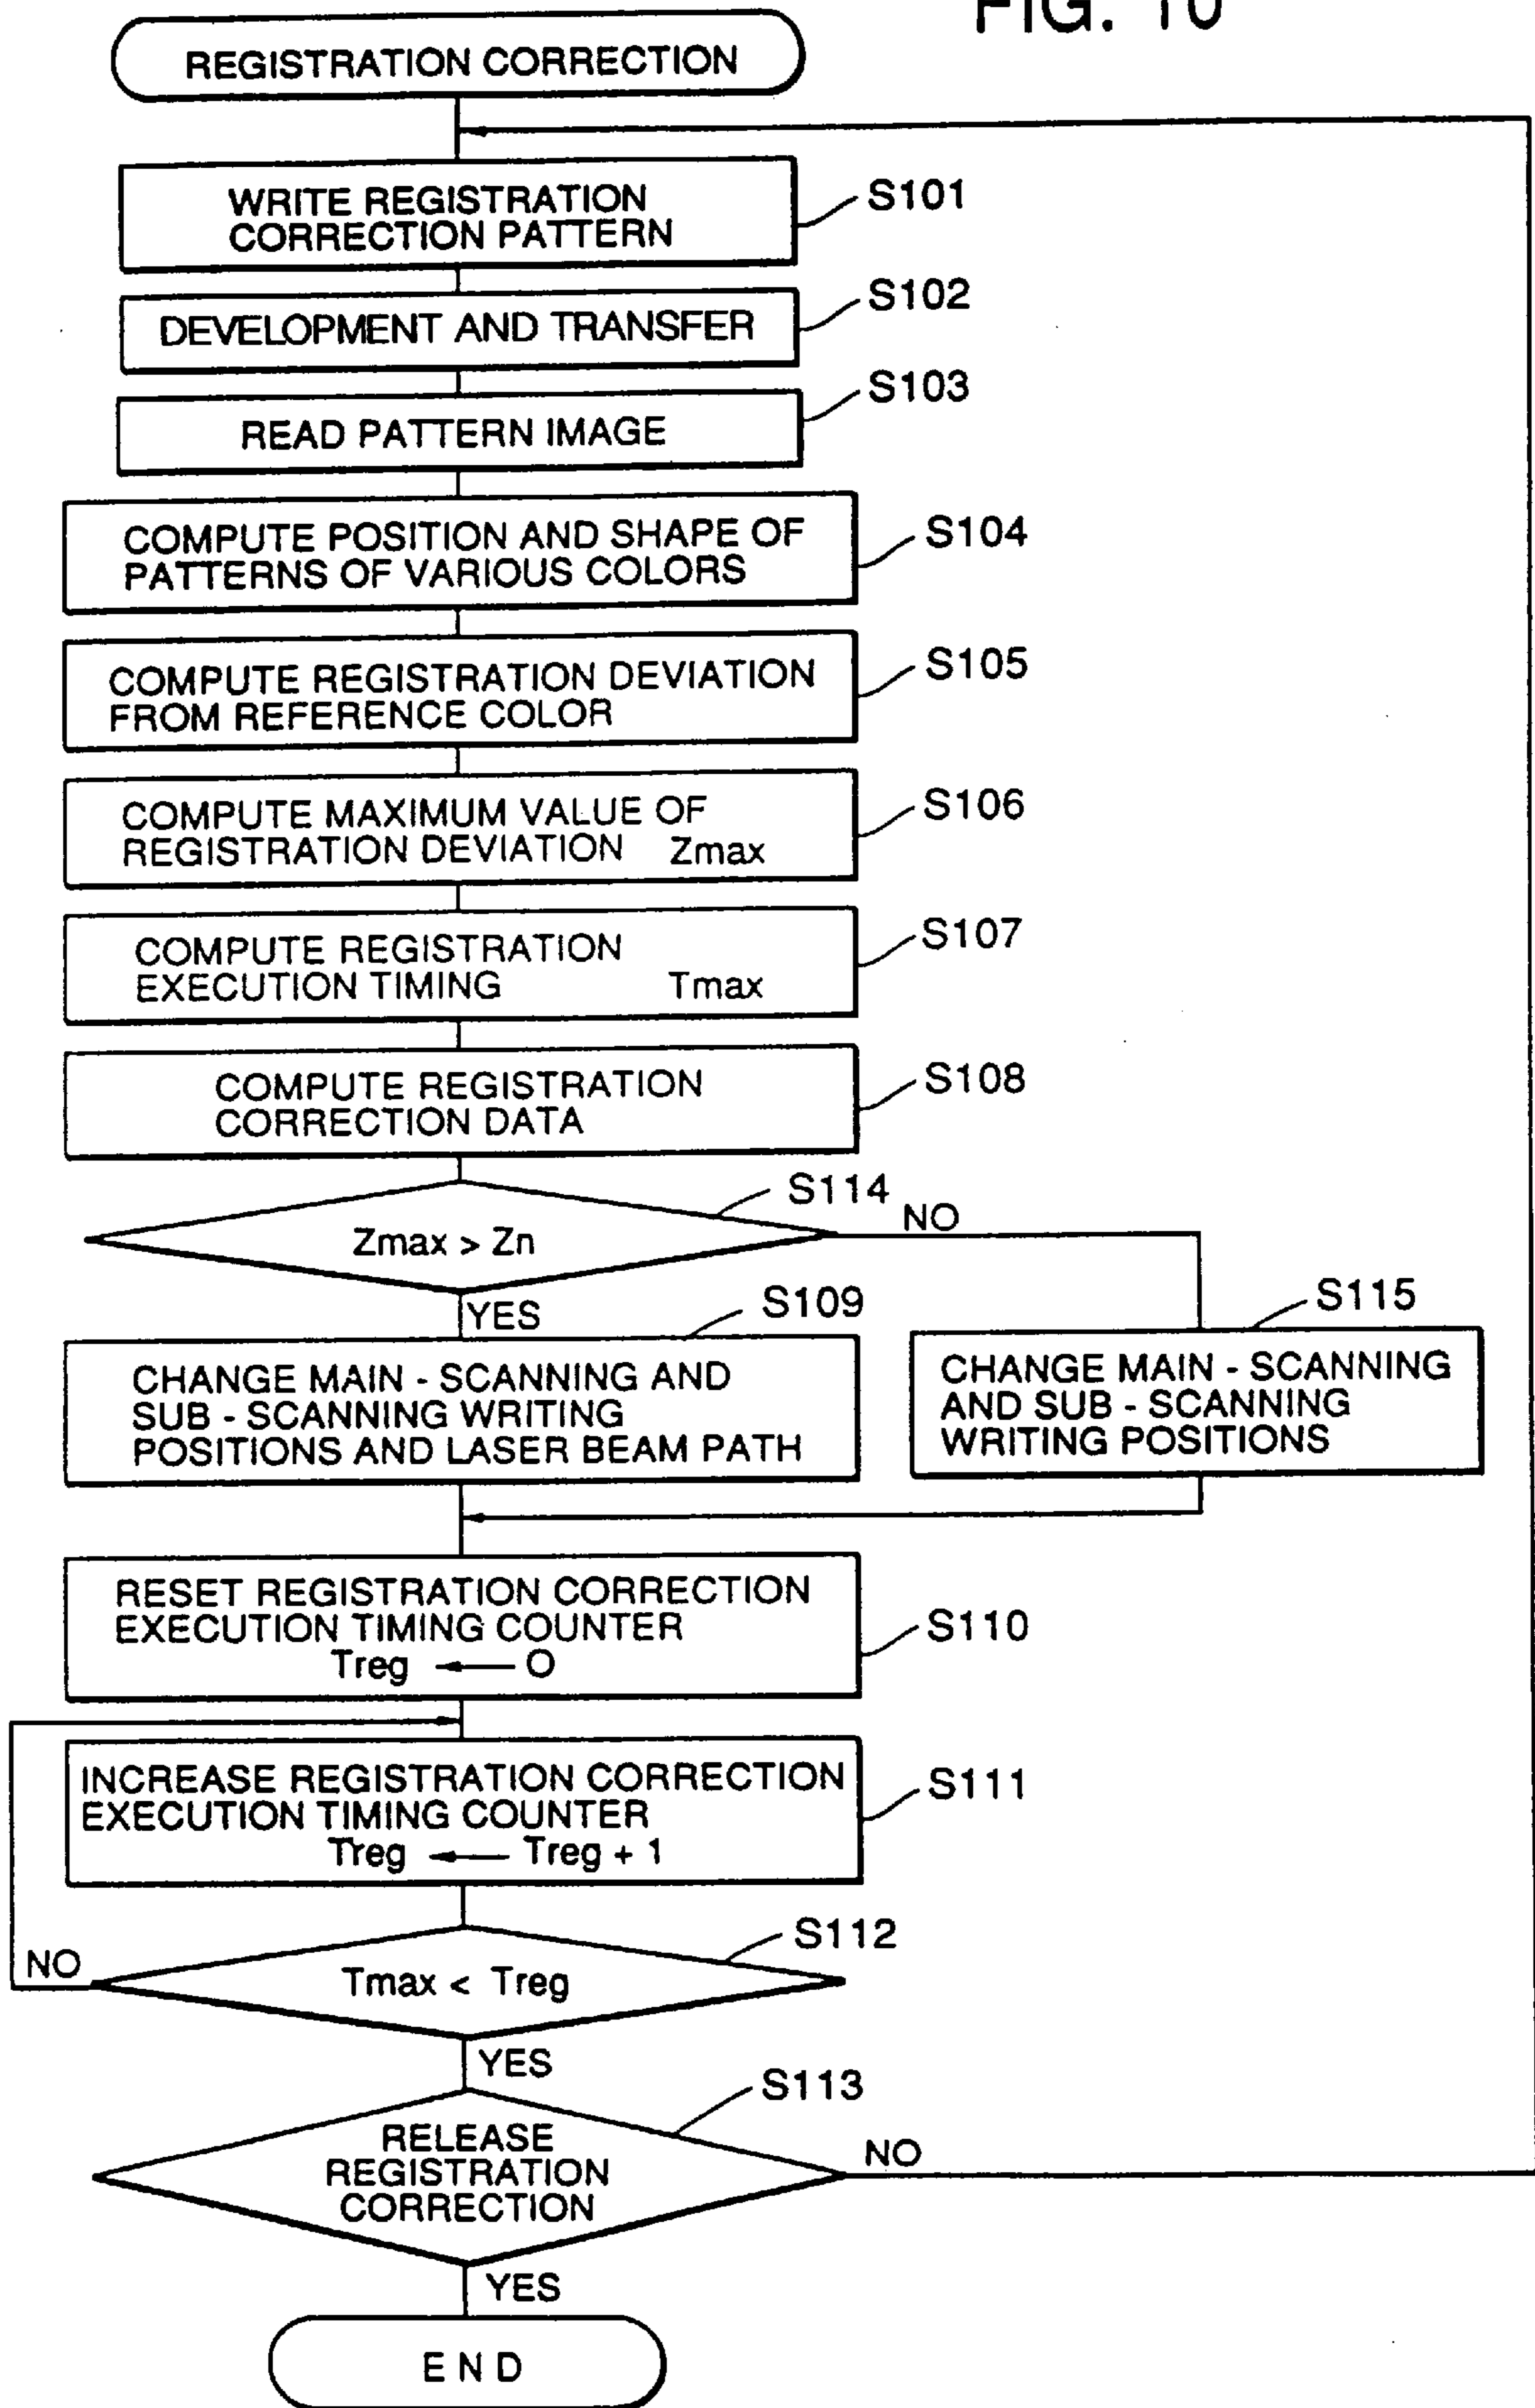 FIG. 10
REGISTRATION CORRECTION
WRITE REGISTRATION
CORRECTION PATTERN
S101
DEVELOPMENT AND TRANSFER
S102
READ PATTERN IMAGE
S103
COMPUTE POSITION AND SHAPE OF
PATTERNS OF VARIOUS COLORS
S104
COMPUTE REGISTRATION DEVIATION
FROM REFERENCE COLOR
S105
COMPUTE MAXIMUM VALUE OF
REGISTRATION DEVIATION Zmax
S106
COMPUTE REGISTRATION
EXECUTION TIMING Tmax
S107
COMPUTE REGISTRATION
CORRECTION DATA
S108
Zmax > Zn
S114
NO
YES
CHANGE MAIN - SCANNING AND
SUB - SCANNING WRITING
POSITIONS AND LASER BEAM PATH
S109
CHANGE MAIN - SCANNING
AND SUB - SCANNING
WRITING POSITIONS
S115
RESET REGISTRATION CORRECTION
EXECUTION TIMING COUNTER
Treg ← O
S110
INCREASE REGISTRATION CORRECTION
EXECUTION TIMING COUNTER
Treg ← Treg + 1
S111
Tmax < Treg
S112
NO
YES
RELEASE
REGISTRATION
CORRECTION
S113
NO
YES
END